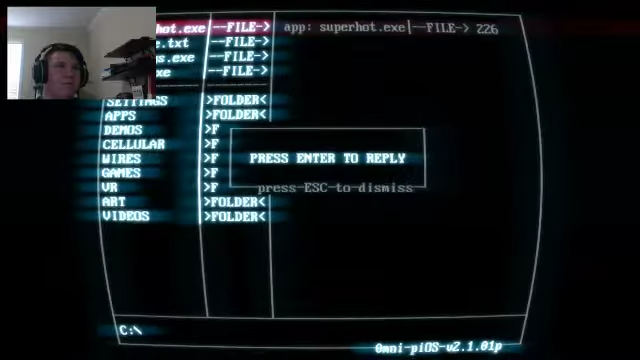 hot.exe --FILE-> app: superhot.exe --FILE-> 226
e.txt --FILE->
s.exe --FILE->
xe --FILE->
SETTINGS >FOLDER<
APPS >FOLDER<
DEMOS >F
CELLULAR >F
WIRES >F
GAMES >F
VR >F
ART >FOLDER<
VIDEOS >FOLDER<
PRESS ENTER TO REPLY
press ESC to dismiss
C:\
Omni-piOS-v2.1.01p